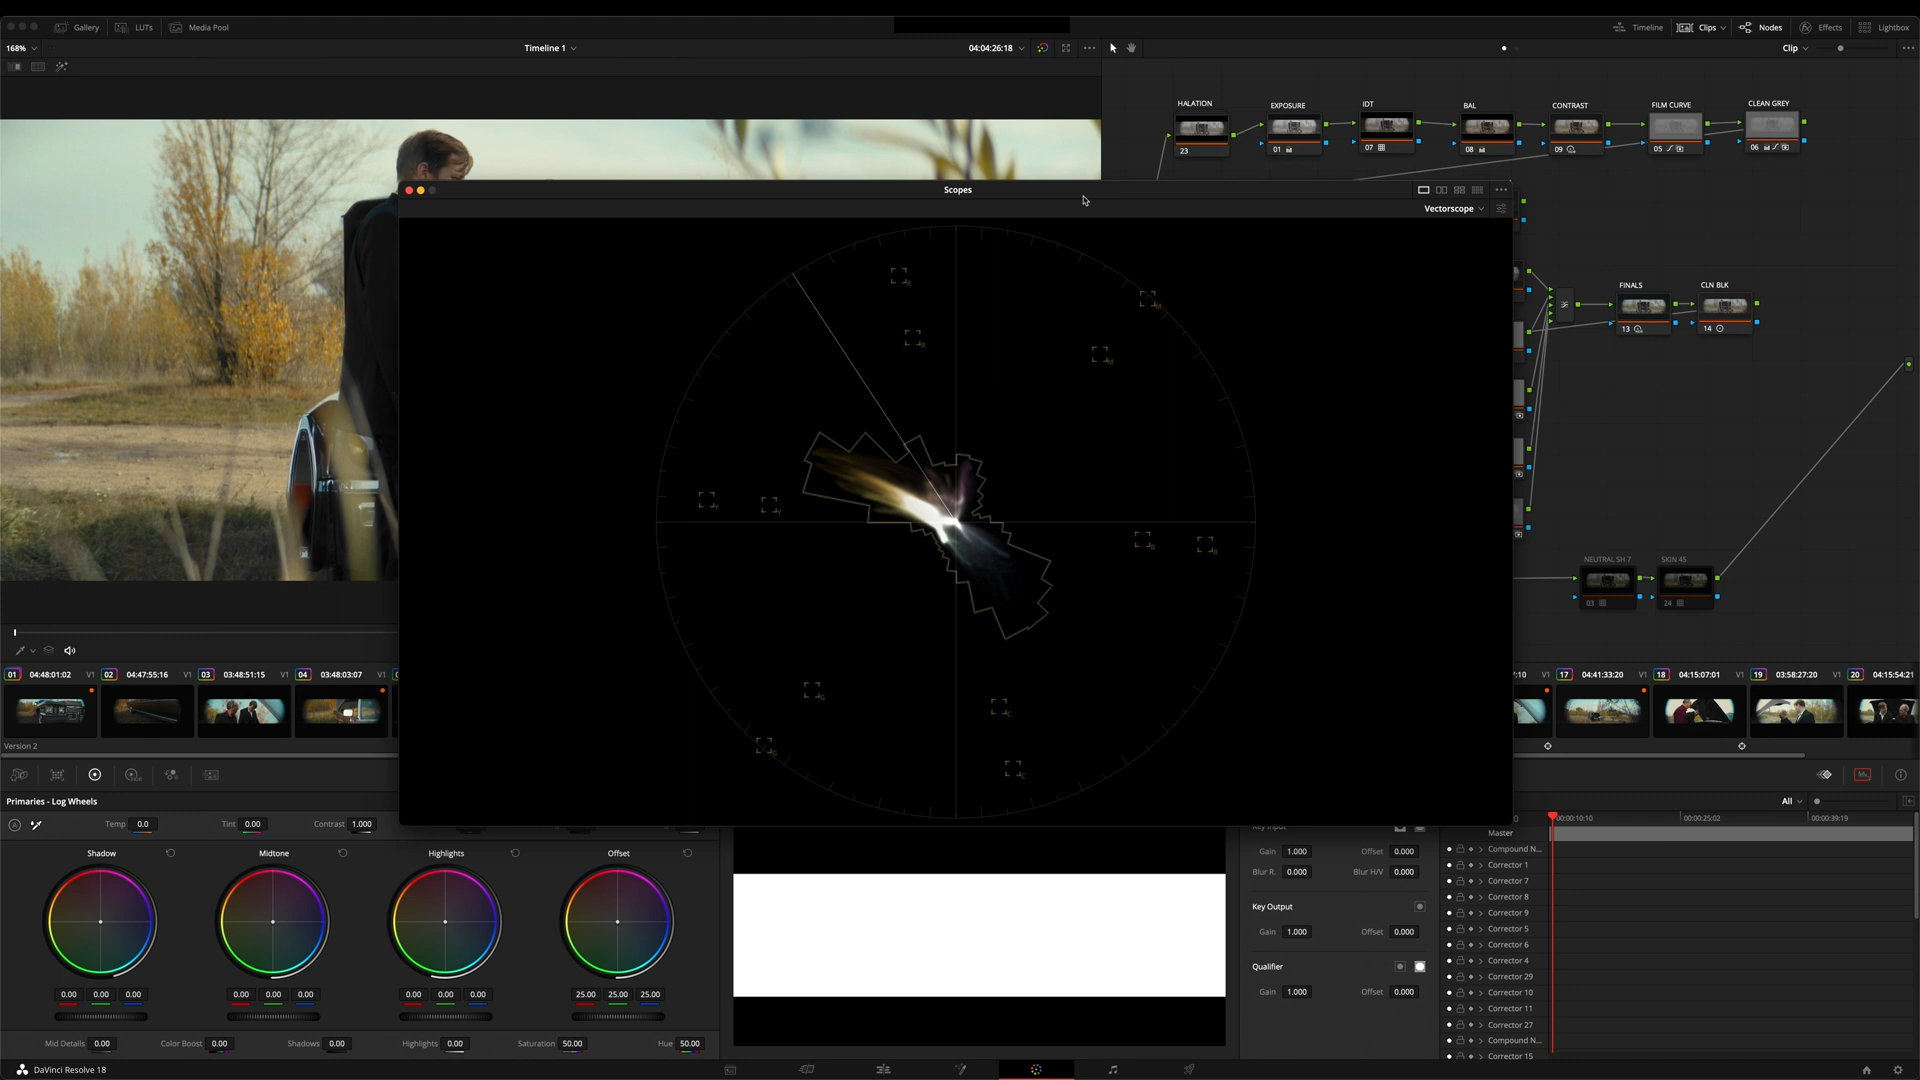 Gallery LUTs Media Pool
Timeline Clips Nodes Effects Lightbox
168% Timeline 1 04:04:26:18 Clip
HALATION EXPOSURE IDT BAL CONTRAST FILM CURVE CLEAN GREY
23 01 07 08 09 05 06
Scopes
Vectorscope
R
R
M
Y Y
B B
G
C
G
C
FINALS CLN BLK
13 14
NEUTRAL SH 7 SKIN 45
03 24
01 04:48:01:02 V1 02 04:47:55:16 V1 03 03:48:51:15 V1 04 03:48:03:07 V1
7:10 V1 17 04:41:33:20 V1 18 04:15:07:01 V1 19 03:58:27:20 V1 20 04:15:54:21
Version 2
Primaries - Log Wheels
All
Temp 0.0 Tint 0.00 Contrast 1.000
Shadow Midtone Highlights Offset
0.00 0.00 0.00 0.00 0.00 0.00 0.00 0.00 0.00 25.00 25.00 25.00
Mid Details 0.00 Color Boost 0.00 Shadows 0.00 Highlights 0.00 Saturation 50.00 Hue 50.00
Key Input
Gain 1.000 Offset 0.000
Blur R. 0.000 Blur H/V 0.000
Key Output
Gain 1.000 Offset 0.000
Qualifier
Gain 1.000 Offset 0.000
00:00:10:10 00:00:25:02 00:00:39:19
Master
Compound N...
Corrector 1
Corrector 7
Corrector 8
Corrector 9
Corrector 5
Corrector 6
Corrector 4
Corrector 29
Corrector 10
Corrector 11
Corrector 27
Compound N...
Corrector 15
DaVinci Resolve 18